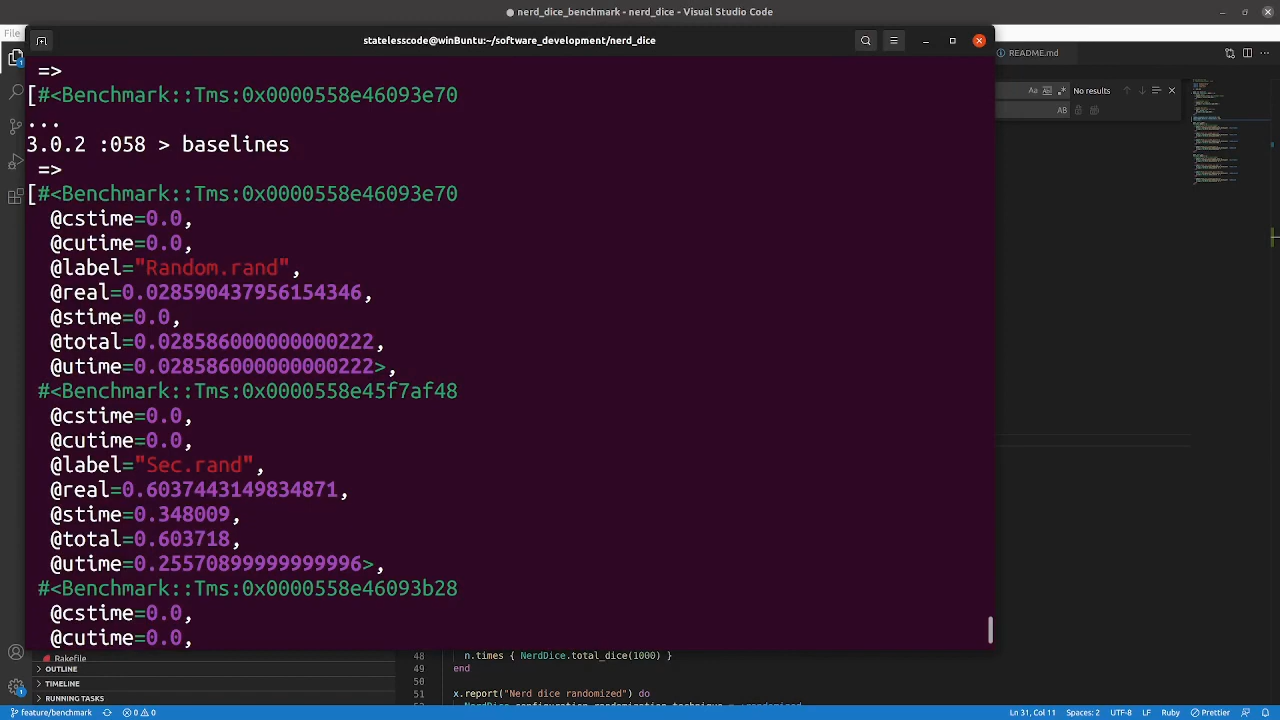 ● nerd_dice_benchmark - nerd_dice - Visual Studio Code
File
statelesscode@winBuntu:~/software_development/nerd_dice
README.md
Aa
No results
AB
=>
[#<Benchmark::Tms:0x0000558e46093e70
...
3.0.2 :058 > baselines
=>
[#<Benchmark::Tms:0x0000558e46093e70
@cstime=0.0,
@cutime=0.0,
@label="Random.rand",
@real=0.028590437956154346,
@stime=0.0,
@total=0.028586000000000222,
@utime=0.028586000000000222>,
#<Benchmark::Tms:0x0000558e45f7af48
@cstime=0.0,
@cutime=0.0,
@label="Sec.rand",
@real=0.6037443149834871,
@stime=0.348009,
@total=0.603718,
@utime=0.25570899999999996>,
#<Benchmark::Tms:0x0000558e46093b28
@cstime=0.0,
@cutime=0.0,
Rakefile
OUTLINE
TIMELINE
RUNNING TASKS
48 n.times { NerdDice.total_dice(1000) }
49 end
50
51 x.report("Nerd dice randomized") do
feature/benchmark 0 0 Ln 31, Col 11 Spaces: 2 UTF-8 LF Ruby Prettier